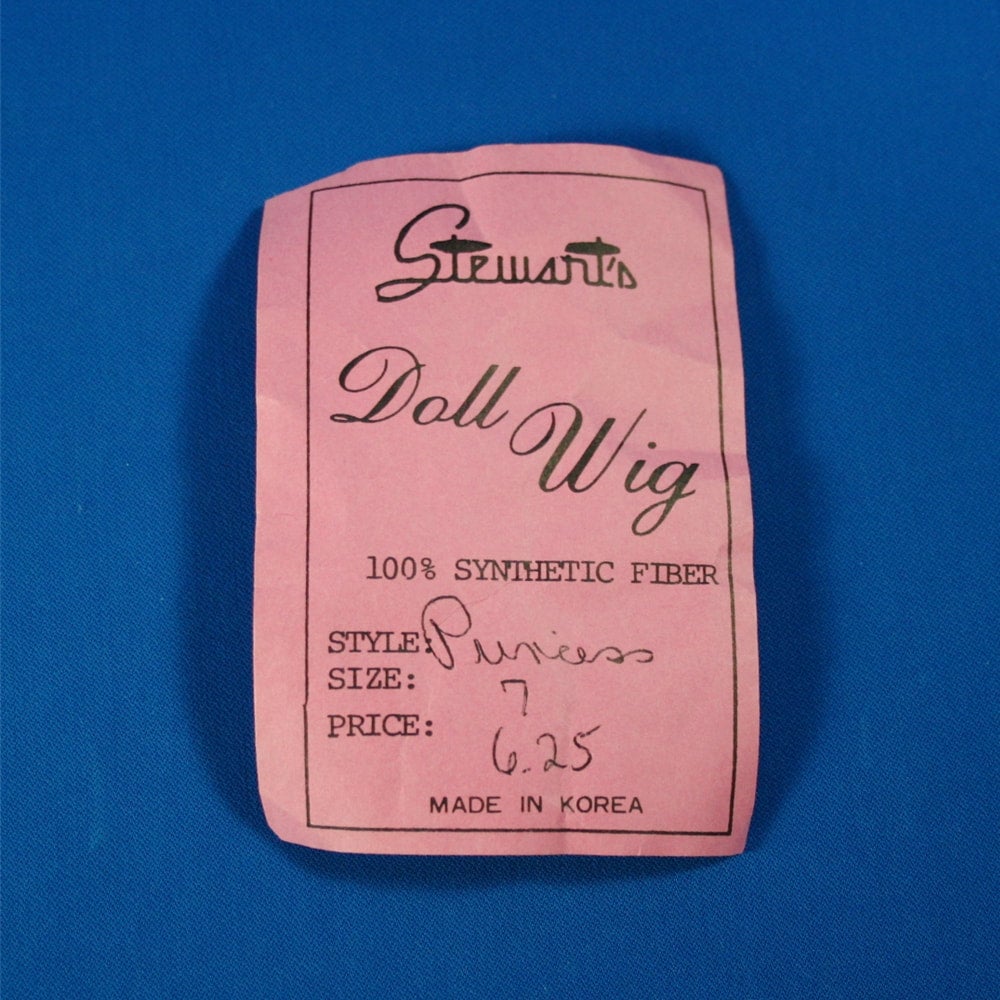 Stewart's
Doll Wig
100% SYNTHETIC FIBER
STYLE: Princess
SIZE: 7
PRICE: 6.25
MADE IN KOREA